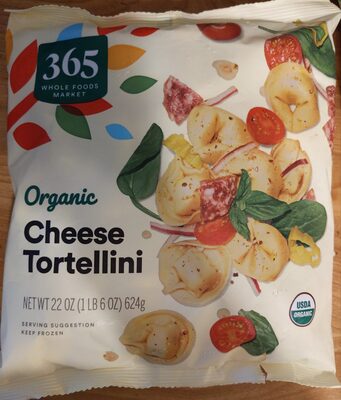 365
WHOLE FOODS
MARKET
Organic
Cheese
Tortellini
NET WT 22 OZ (1 LB 6 OZ) 624g
SERVING SUGGESTION
KEEP FROZEN
USDA
ORGANIC